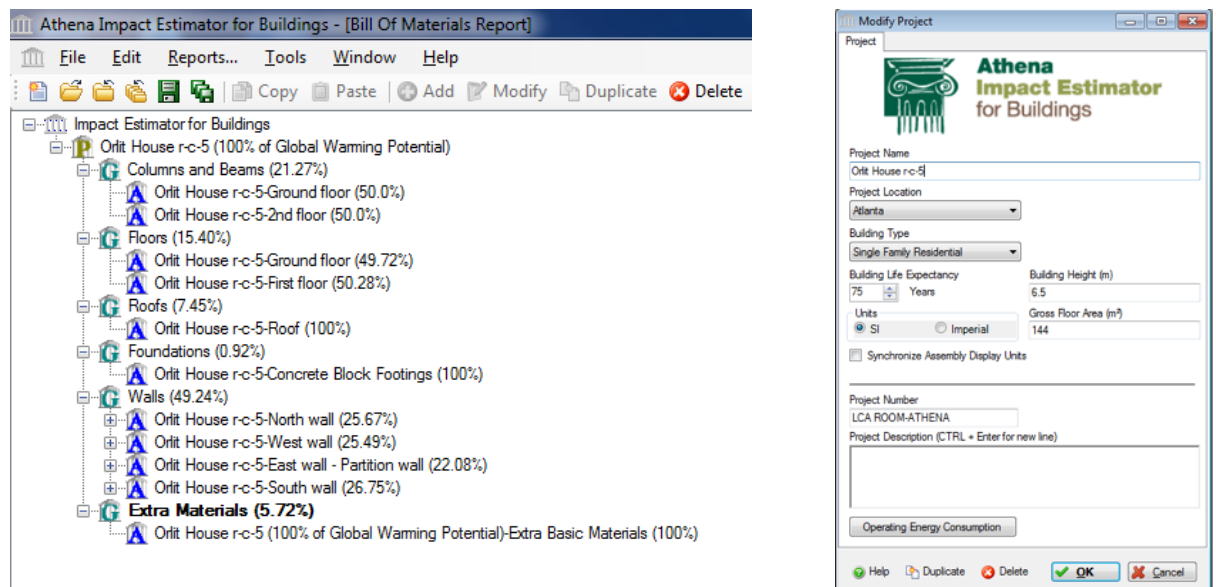 Athena Impact Estimator for Buildings - [Bill Of Materials Report]
File Edit Reports... Tools Window Help
Copy Paste Add Modify Duplicate Delete
Impact Estimator for Buildings
Orlit House r-c-5 (100% of Global Warming Potential)
Columns and Beams (21.27%)
Orlit House r-c-5-Ground floor (50.0%)
Orlit House r-c-5-2nd floor (50.0%)
Floors (15.40%)
Orlit House r-c-5-Ground floor (49.72%)
Orlit House r-c-5-First floor (50.28%)
Roofs (7.45%)
Orlit House r-c-5-Roof (100%)
Foundations (0.92%)
Orlit House r-c-5-Concrete Block Footings (100%)
Walls (49.24%)
Orlit House r-c-5-North wall (25.67%)
Orlit House r-c-5-West wall (25.49%)
Orlit House r-c-5-East wall - Partition wall (22.08%)
Orlit House r-c-5-South wall (26.75%)
Extra Materials (5.72%)
Orlit House r-c-5 (100% of Global Warming Potential)-Extra Basic Materials (100%)
Modify Project
Project
Athena
Impact Estimator
for Buildings
Project Name
Orlit House r-c-5
Project Location
Atlanta
Building Type
Single Family Residential
Building Life Expectancy Building Height (m)
75 Years 6.5
Units Gross Floor Area (m²)
SI Imperial 144
Synchronize Assembly Display Units
Project Number
LCA ROOM-ATHENA
Project Description (CTRL + Enter for new line)
Operating Energy Consumption
Help Duplicate Delete OK Cancel